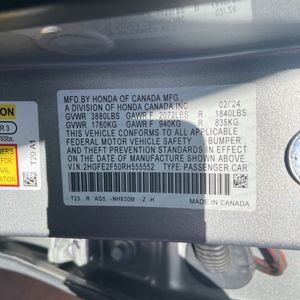 MFD BY HONDA OF CANADA MFG.,
A DIVISION OF HONDA CANADA INC. 02/24
GVWR 3880LBS GAWR F 2072LBS R 1840LBS
GVWR 1760KG GAWR F 940KG R 835KG
THIS VEHICLE CONFORMS TO ALL APPLICABLE
FEDERAL MOTOR VEHICLE SAFETY, BUMPER
AND THEFT PREVENTION STANDARDS IN EFFECT
ON THE DATE OF MANUFACTURE SHOWN ABOVE
VIN:2HGFE2F50RH555552 TYPE:PASSENGER CAR
T23 R AG5 -NH830M -Z -H
MADE IN CANADA
T20 A1
R 3